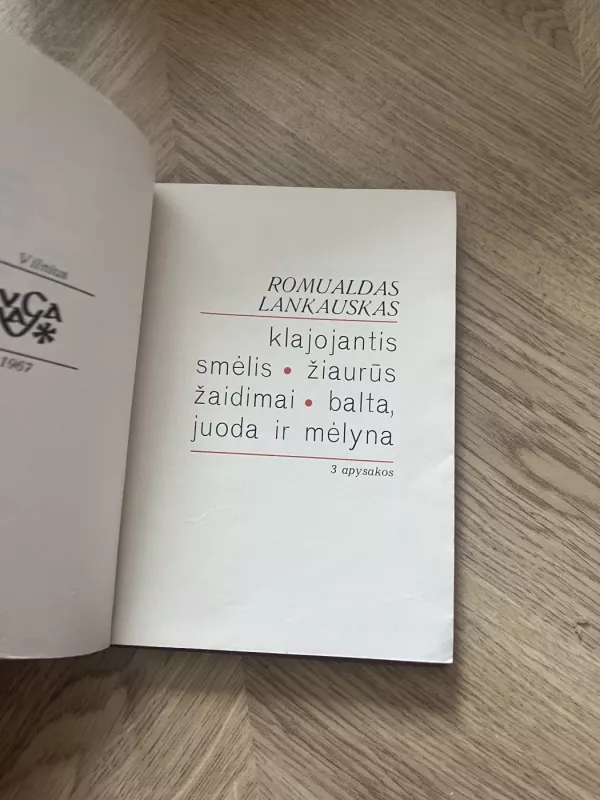 Vilnius
VAGA
1967
ROMUALDAS
LANKAUSKAS
klajojantis
smėlis • žiaurūs
žaidimai • balta,
juoda ir mėlyna
3 apysakos